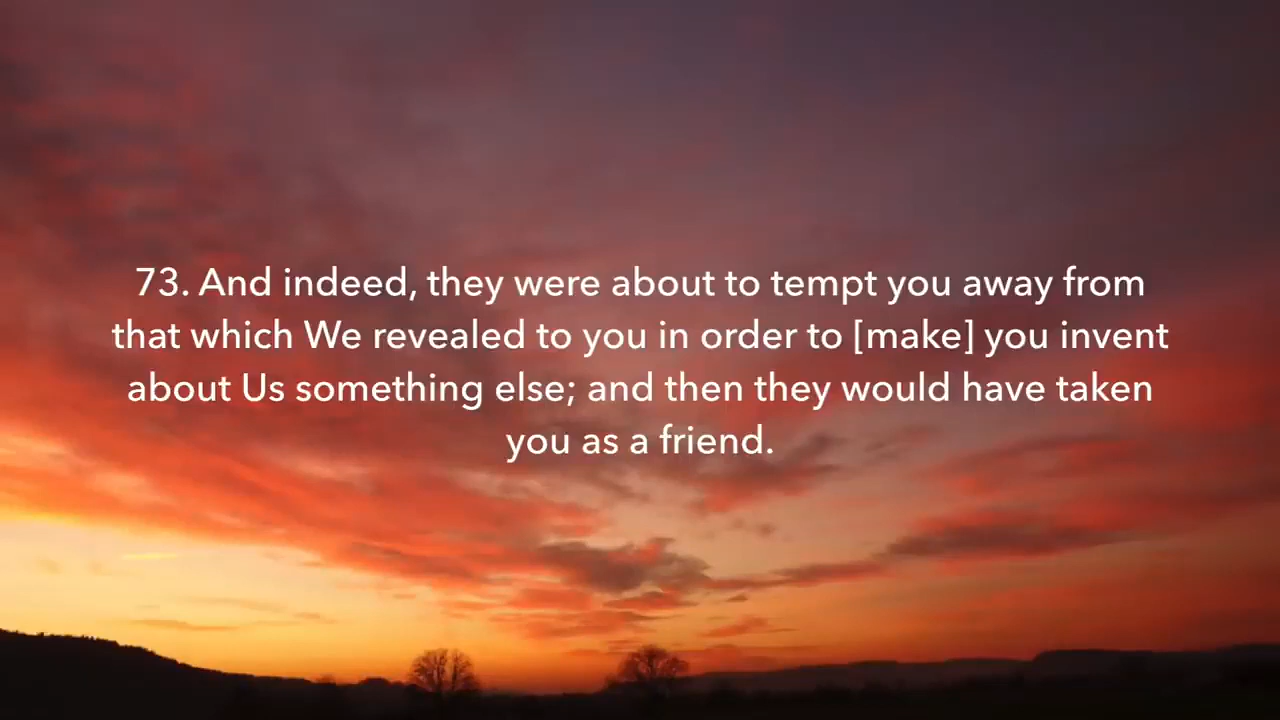 73. And indeed, they were about to tempt you away from
that which We revealed to you in order to [make] you invent
about Us something else; and then they would have taken
you as a friend.